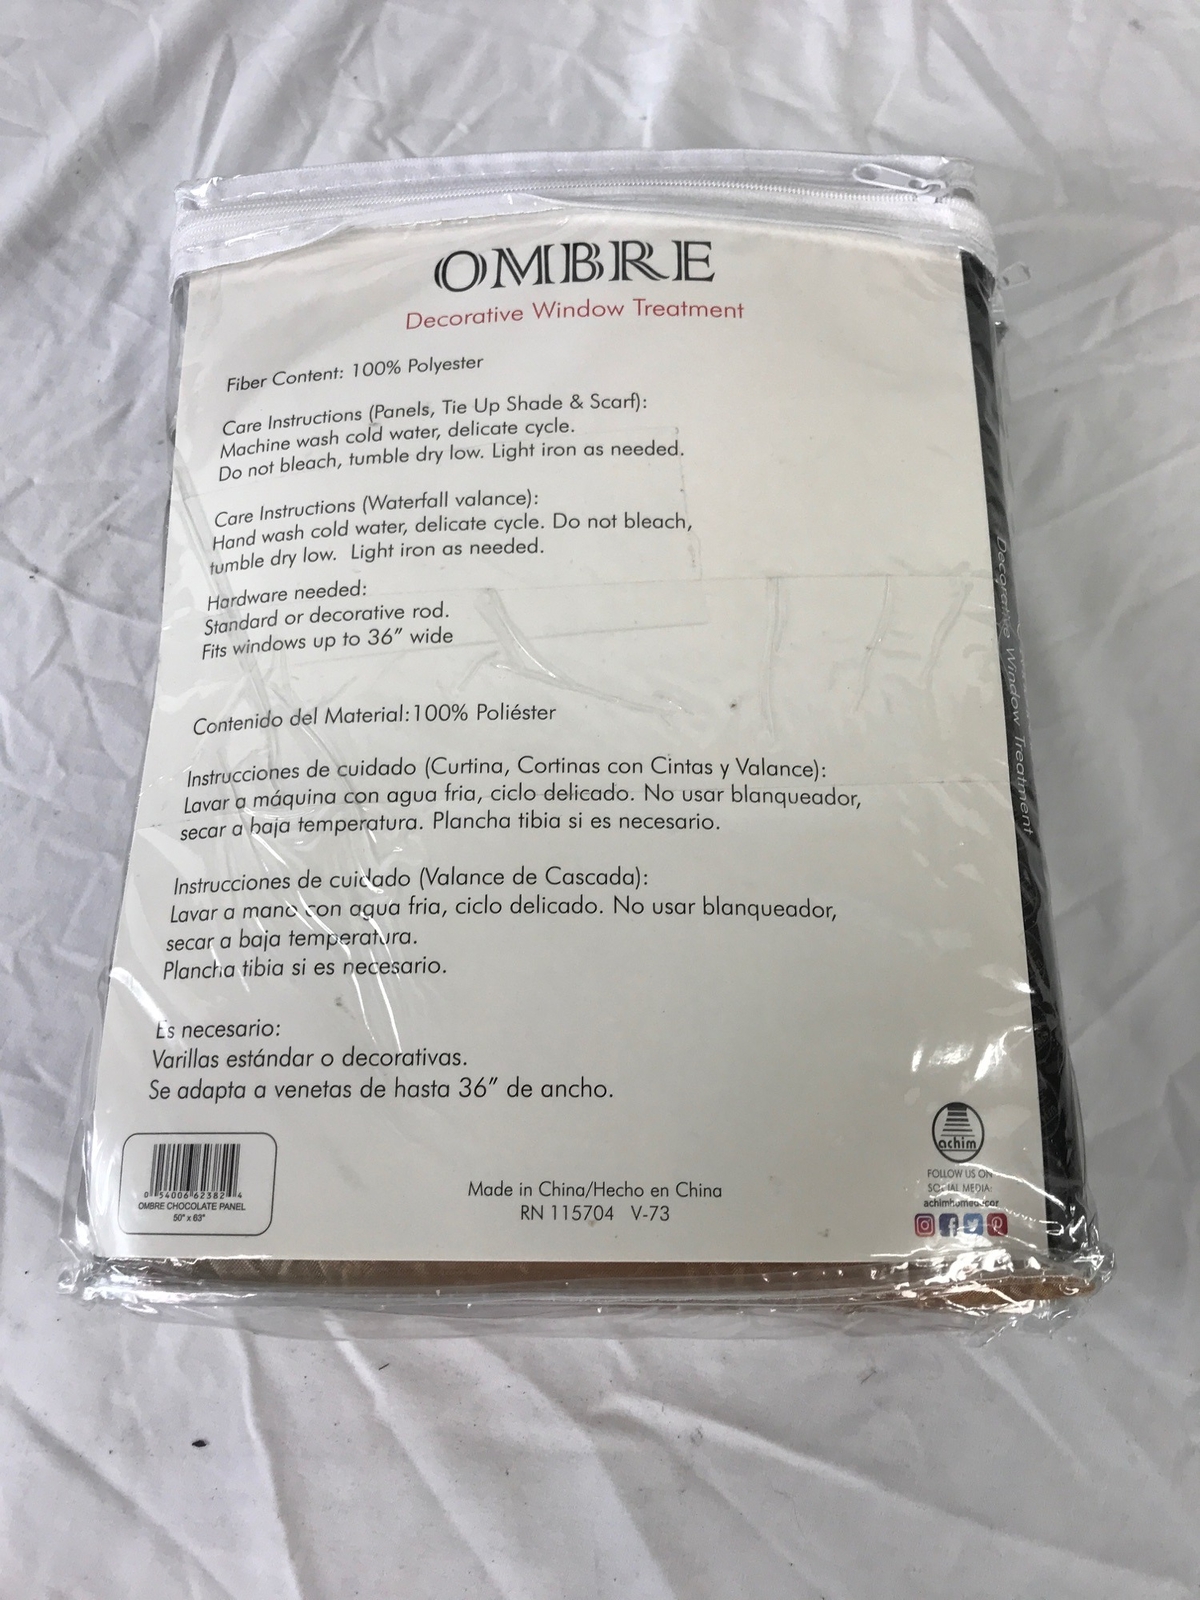 OMBRE
Decorative Window Treatment
Fiber Content: 100% Polyester
Care Instructions (Panels, Tie Up Shade & Scarf):
Machine wash cold water, delicate cycle.
Do not bleach, tumble dry low. Light iron as needed.
Care Instructions (Waterfall valance):
Hand wash cold water, delicate cycle. Do not bleach,
tumble dry low. Light iron as needed.
Hardware needed:
Standard or decorative rod.
Fits windows up to 36" wide
Contenido del Material: 100% Poliéster
Instrucciones de cuidado (Curtina, Cortinas con Cintas y Valance):
Lavar a máquina con agua fria, ciclo delicado. No usar blanqueador,
secar a baja temperatura. Plancha tibia si es necesario.
Instrucciones de cuidado (Valance de Cascada):
Lavar a mano con agua fria, ciclo delicado. No usar blanqueador,
secar a baja temperatura.
Plancha tibia si es necesario.
Es necesario:
Varillas estándar o decorativas.
Se adapta a venetas de hasta 36" de ancho.
0 54006 62382 4
OMBRE CHOCOLATE PANEL
50" x 63"
Made in China/Hecho en China
RN 115704 V-73
achim
FOLLOW US ON
SOCIAL MEDIA:
achimhomedecor
Decorative Window Treatment